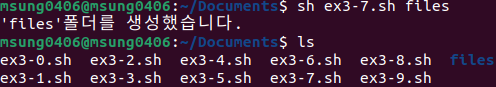 msung0406@msung0406:~/Documents$ sh ex3-7.sh files
'files'폴더를 생성했습니다.
msung0406@msung0406:~/Documents$ ls
ex3-0.sh ex3-2.sh ex3-4.sh ex3-6.sh ex3-8.sh files
ex3-1.sh ex3-3.sh ex3-5.sh ex3-7.sh ex3-9.sh